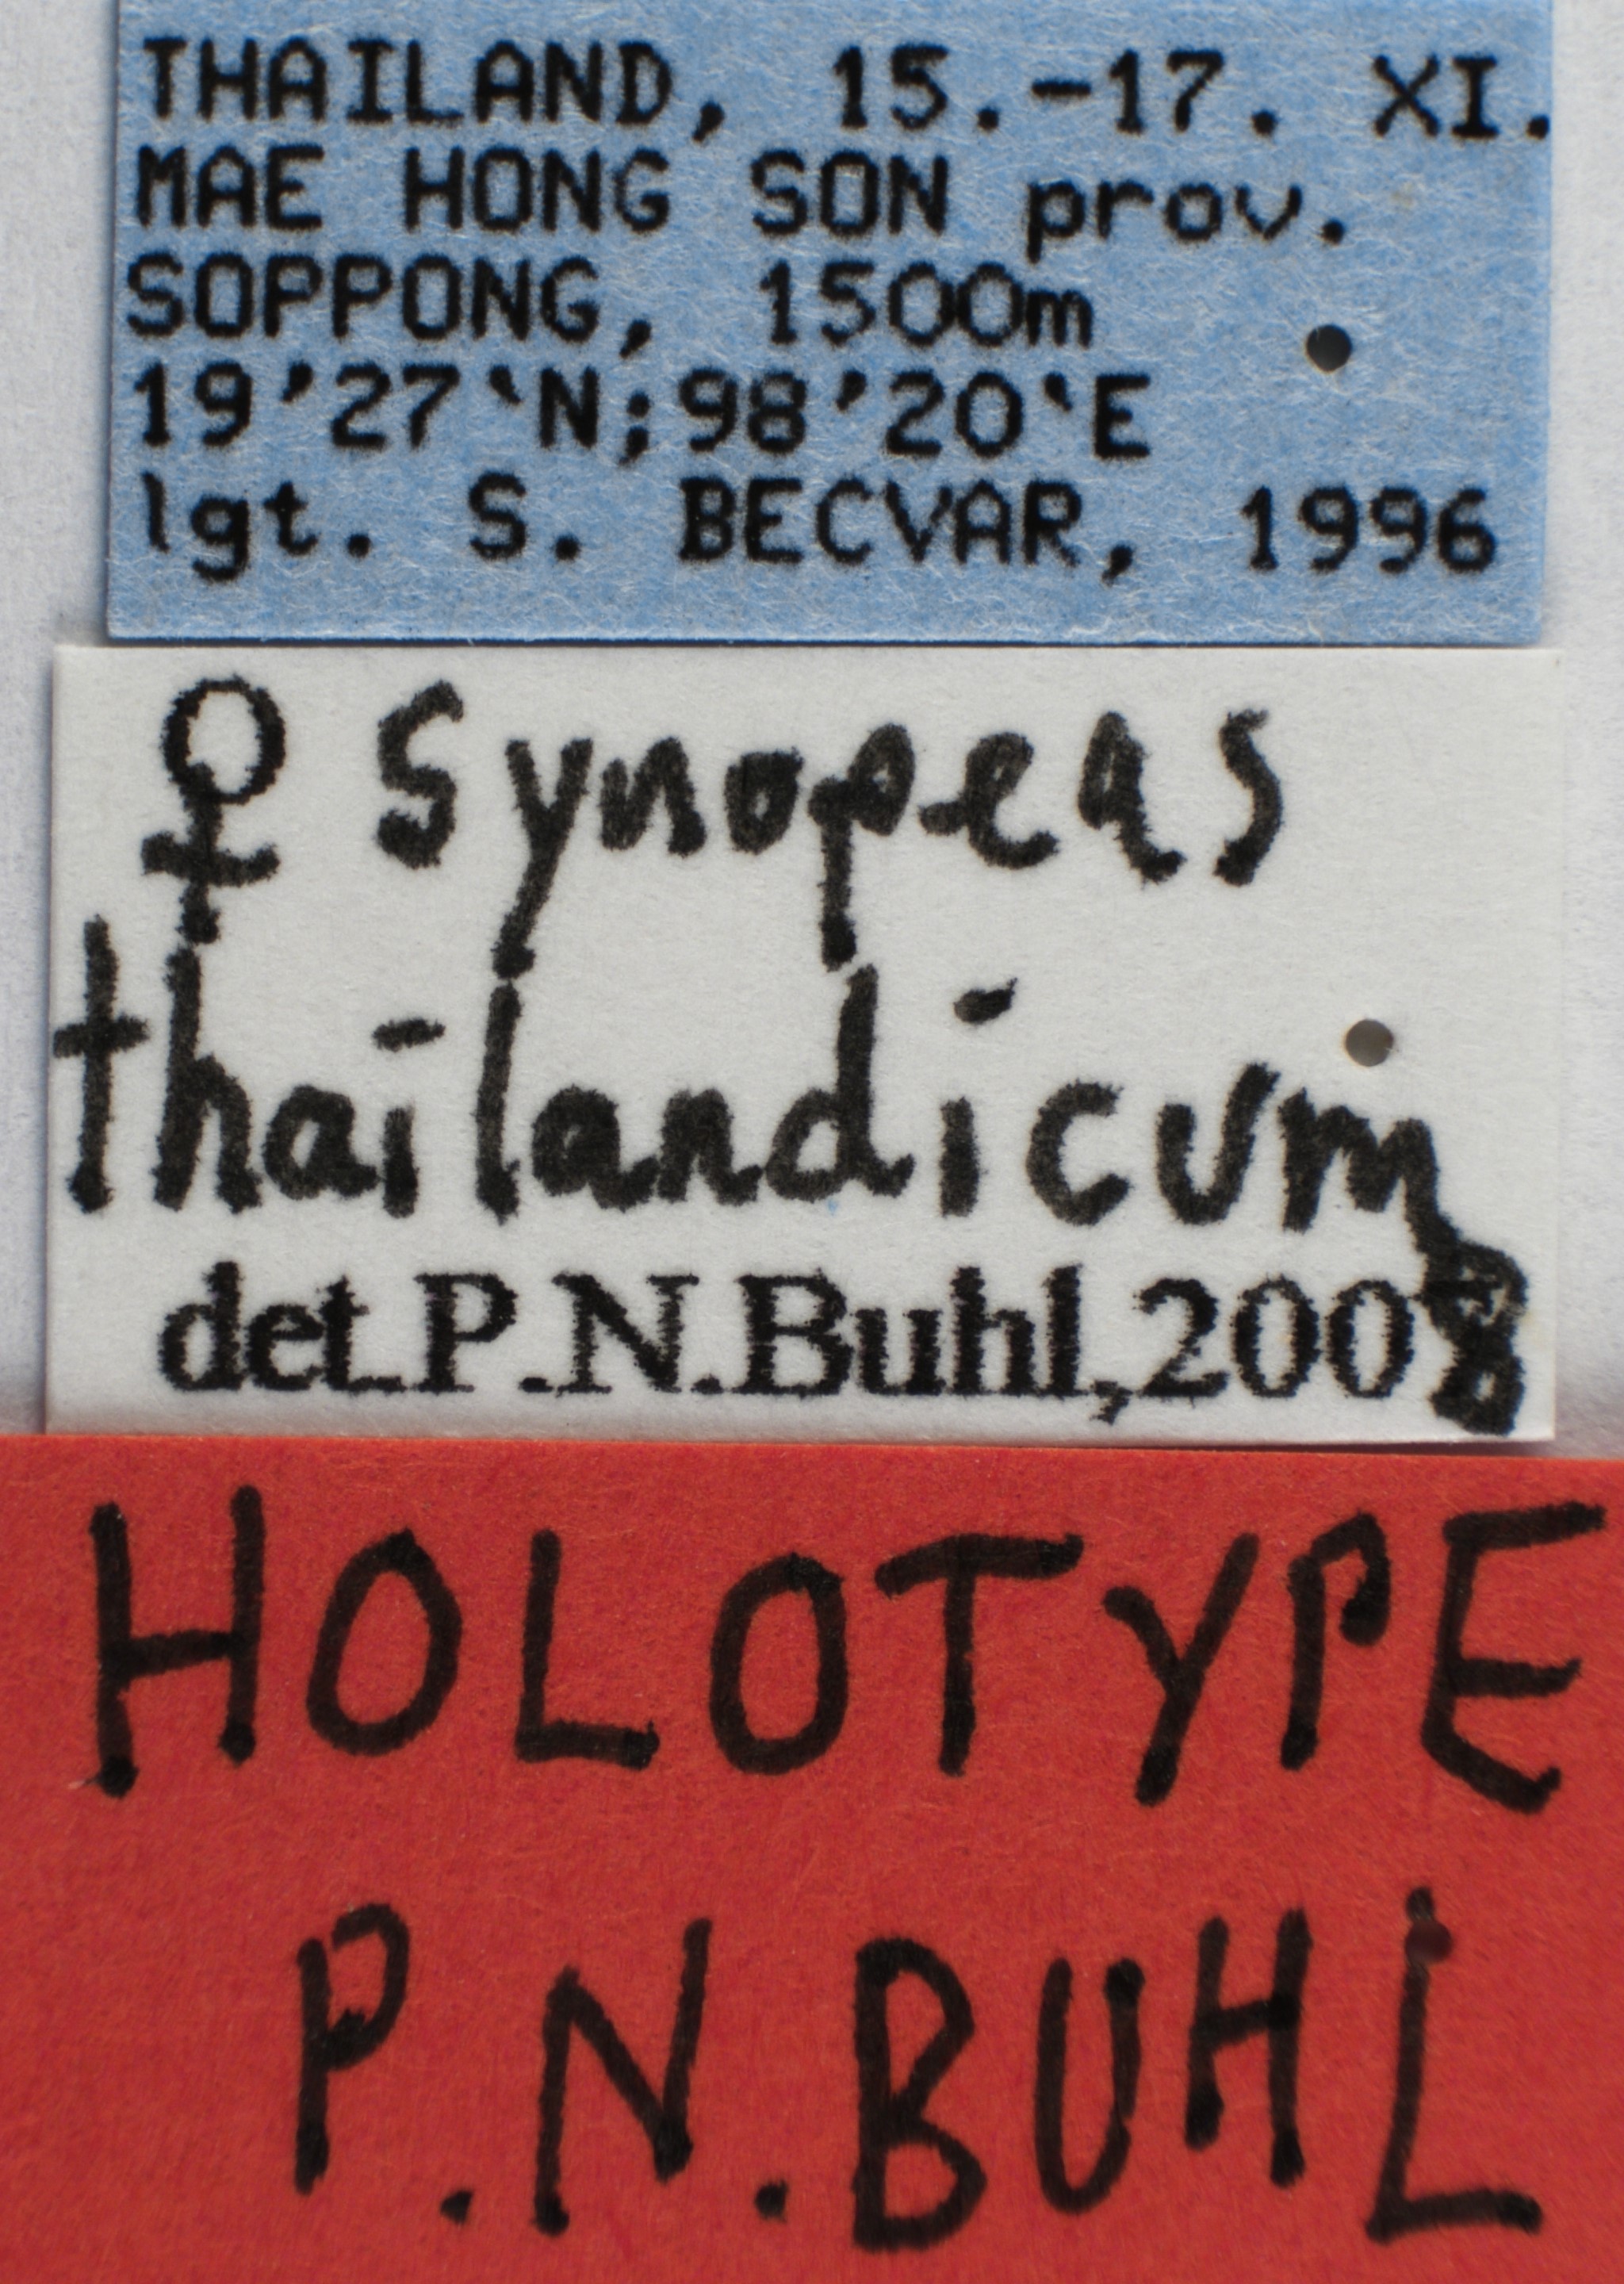 THAILAND, 15.-17. XI.
MAE HONG SON prov.
SOPPONG, 1500m
19’27‘N;98’20‘E
lgt. S. BECVAR, 1996
♀ Synopeas
thailandicum
det.P.N.Buhl,2008
HOLOTYPE
P.N.BUHL